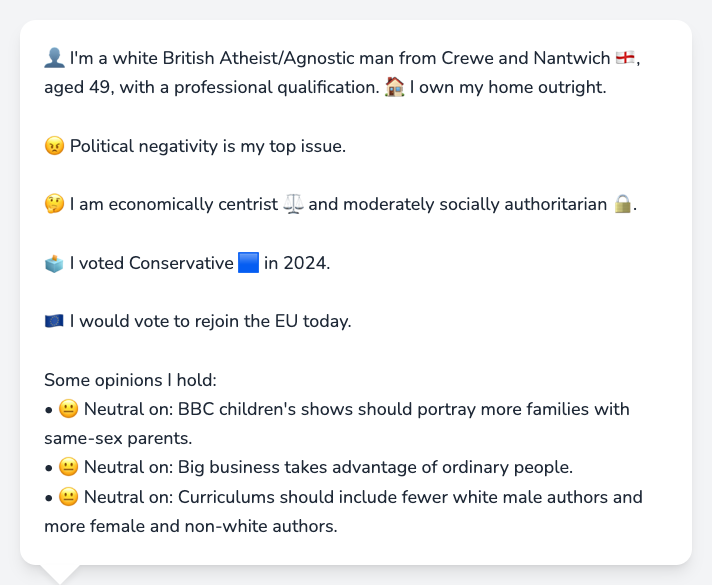 👤 I'm a white British Atheist/Agnostic man from Crewe and Nantwich 🏴󠁧󠁢󠁥󠁮󠁧󠁿,
aged 49, with a professional qualification. 🏠 I own my home outright.
😠 Political negativity is my top issue.
🤔 I am economically centrist ⚖️ and moderately socially authoritarian 🔒.
🗳️ I voted Conservative 🟦 in 2024.
🇪🇺 I would vote to rejoin the EU today.
Some opinions I hold:
• 😐 Neutral on: BBC children's shows should portray more families with
same-sex parents.
• 😐 Neutral on: Big business takes advantage of ordinary people.
• 😐 Neutral on: Curriculums should include fewer white male authors and
more female and non-white authors.